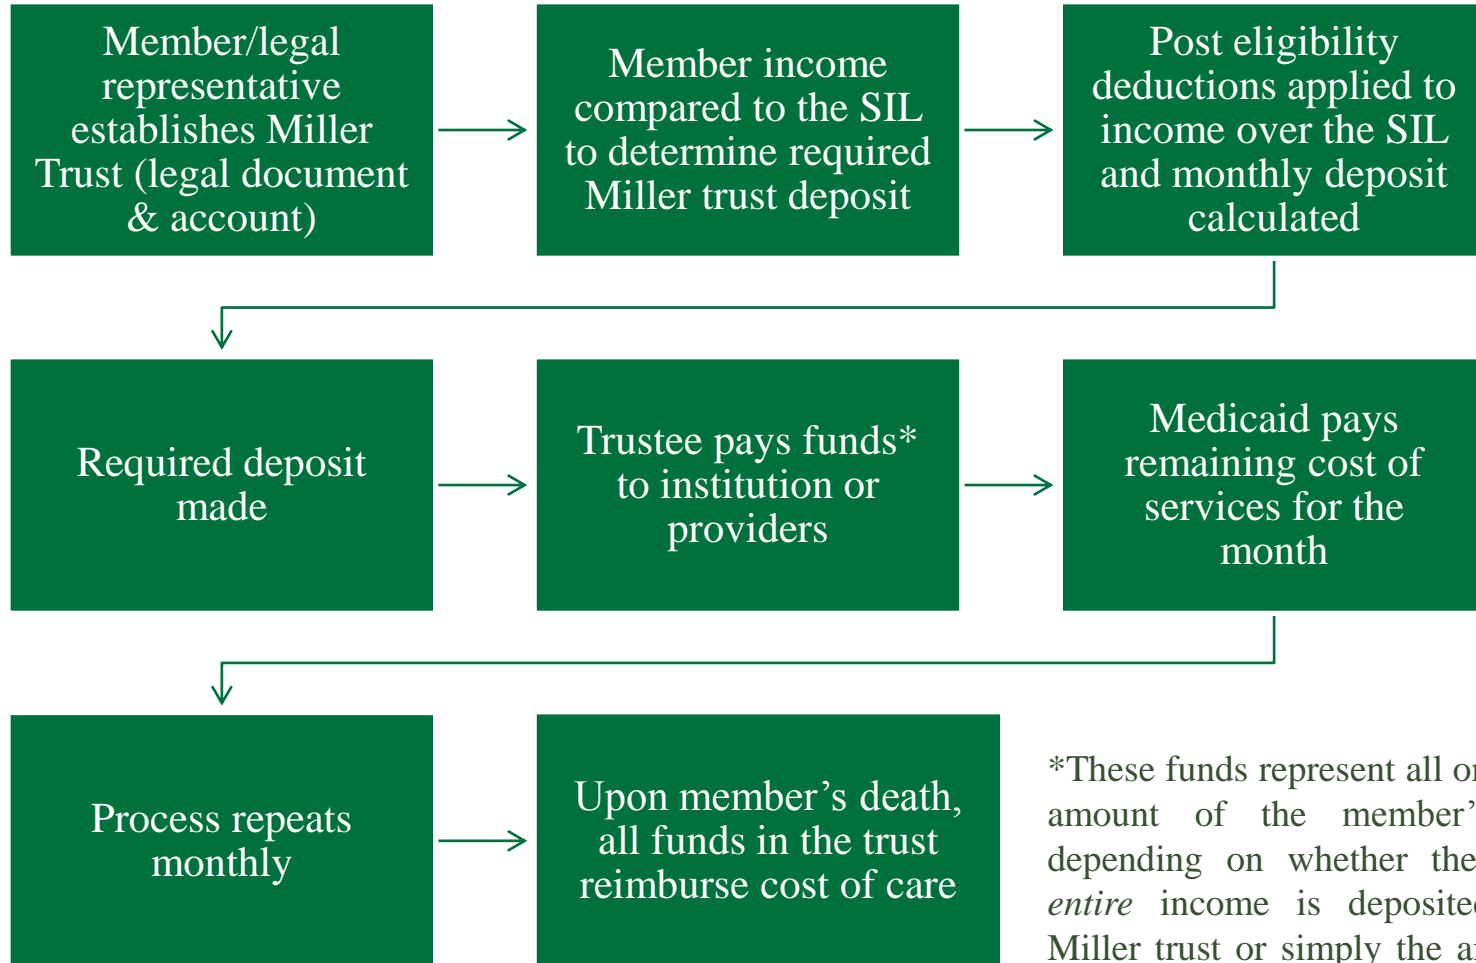 Member/legal
representative
establishes Miller
Trust (legal document
& account)
Member income
compared to the SIL
to determine required
Miller trust deposit
Post eligibility
deductions applied to
income over the SIL
and monthly deposit
calculated
Required deposit
made
Trustee pays funds*
to institution or
providers
Medicaid pays
remaining cost of
services for the
month
Process repeats
monthly
Upon member’s death,
all funds in the trust
reimburse cost of care
*These funds represent all or
amount of the member’
depending on whether the
entire income is deposite
Miller trust or simply the a